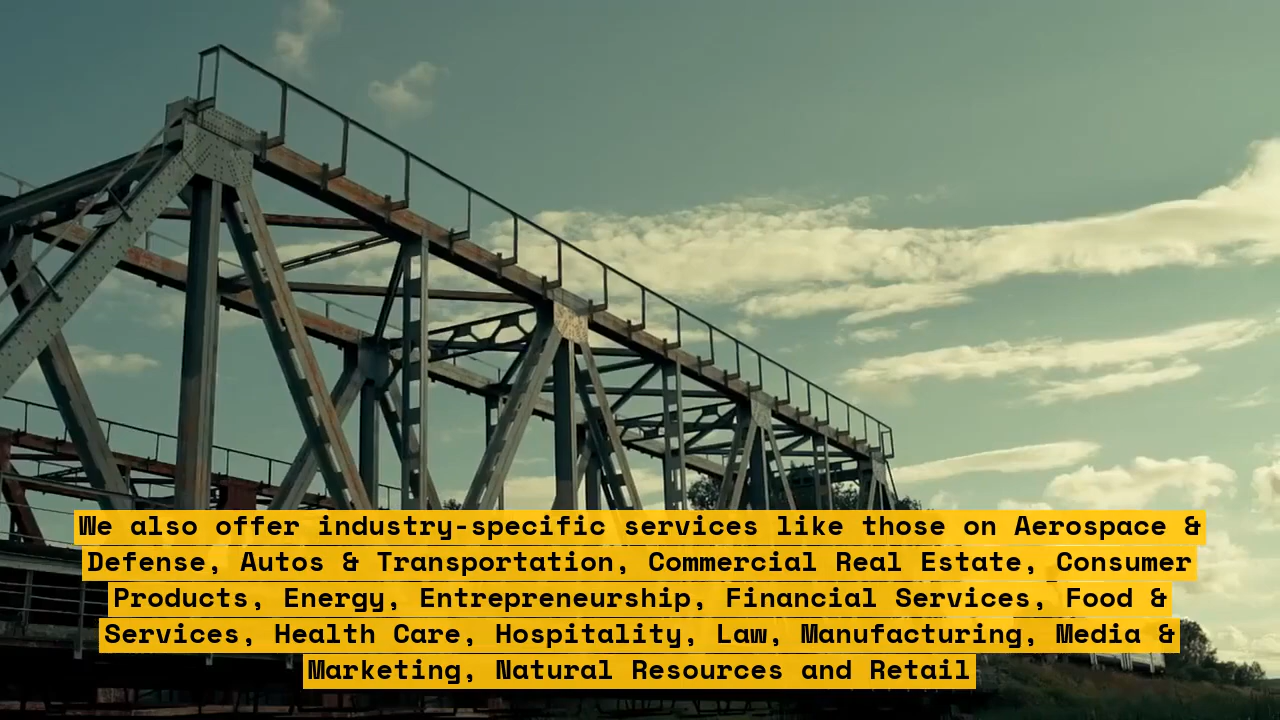 We also offer industry-specific services like those on Aerospace &
Defense, Autos & Transportation, Commercial Real Estate, Consumer
Products, Energy, Entrepreneurship, Financial Services, Food &
Services, Health Care, Hospitality, Law, Manufacturing, Media &
Marketing, Natural Resources and Retail